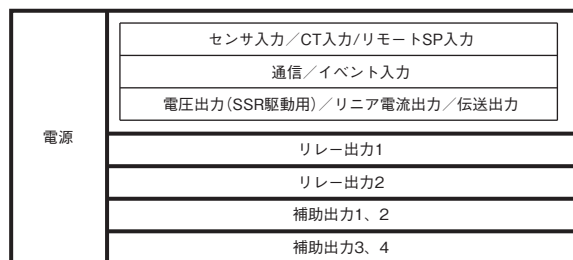 センサ入力／CT入力/リモートSP入力
通信／イベント入力
電圧出力(SSR駆動用)／リニア電流出力／伝送出力
電源
リレー出力1
リレー出力2
補助出力1、2
補助出力3、4